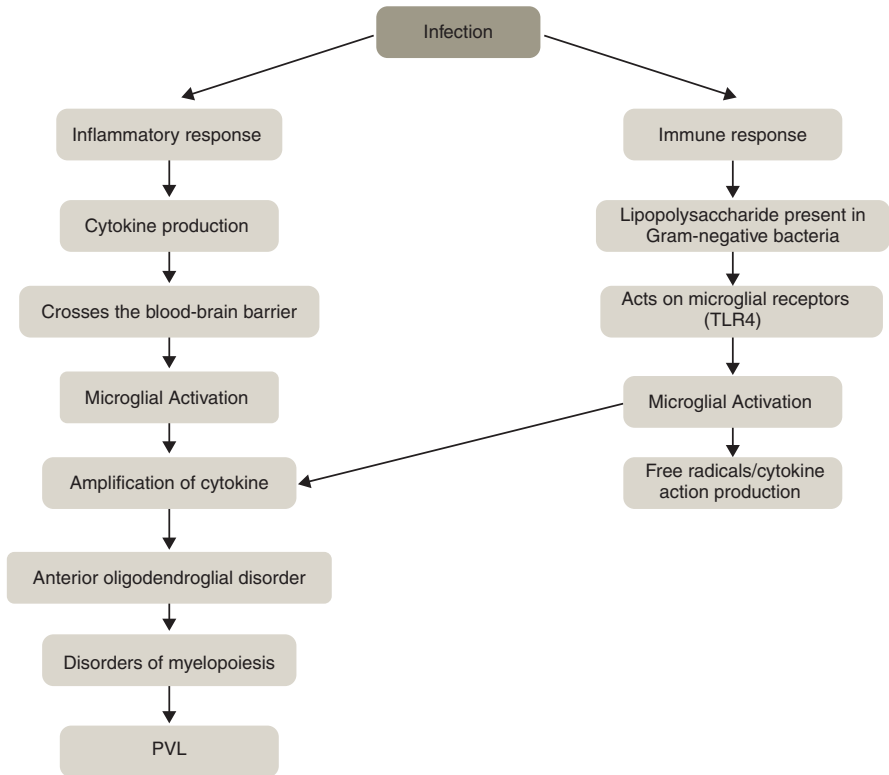 Infection
Inflammatory response
Cytokine production
Crosses the blood-brain barrier
Microglial Activation
Amplification of cytokine
Anterior oligodendroglial disorder
Disorders of myelopoiesis
PVL
Immune response
Lipopolysaccharide present in
Gram-negative bacteria
Acts on microglial receptors
(TLR4)
Microglial Activation
Free radicals/cytokine
action production